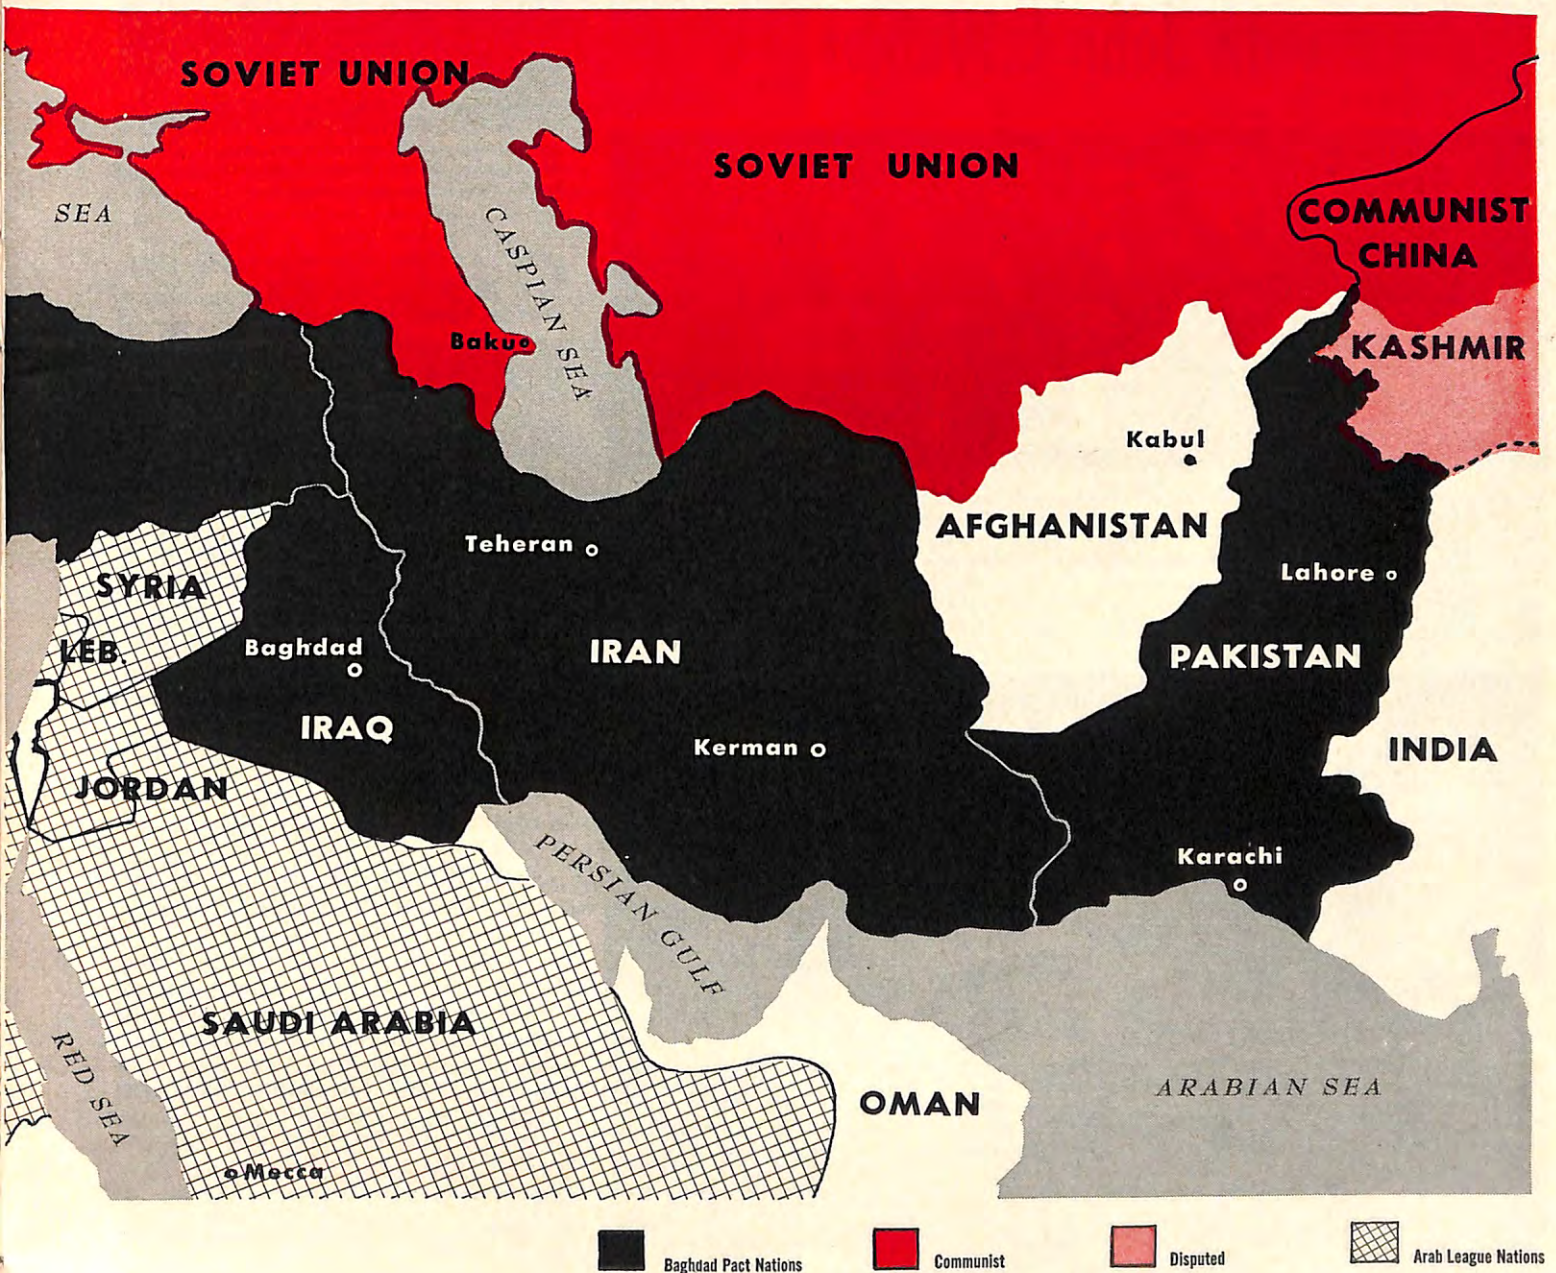 SOVIET UNION
SOVIET UNION
COMMUNIST
CHINA
SEA
CASPIAN SEA
Baku
KASHMIR
Kabul
AFGHANISTAN
Teheran
Lahore
SYRIA
LEB.
Baghdad
IRAN
PAKISTAN
IRAQ
Kerman
INDIA
JORDAN
PERSIAN GULF
Karachi
SAUDI ARABIA
RED SEA
OMAN
ARABIAN SEA
Mecca
Baghdad Pact Nations
Communist
Disputed
Arab League Nations